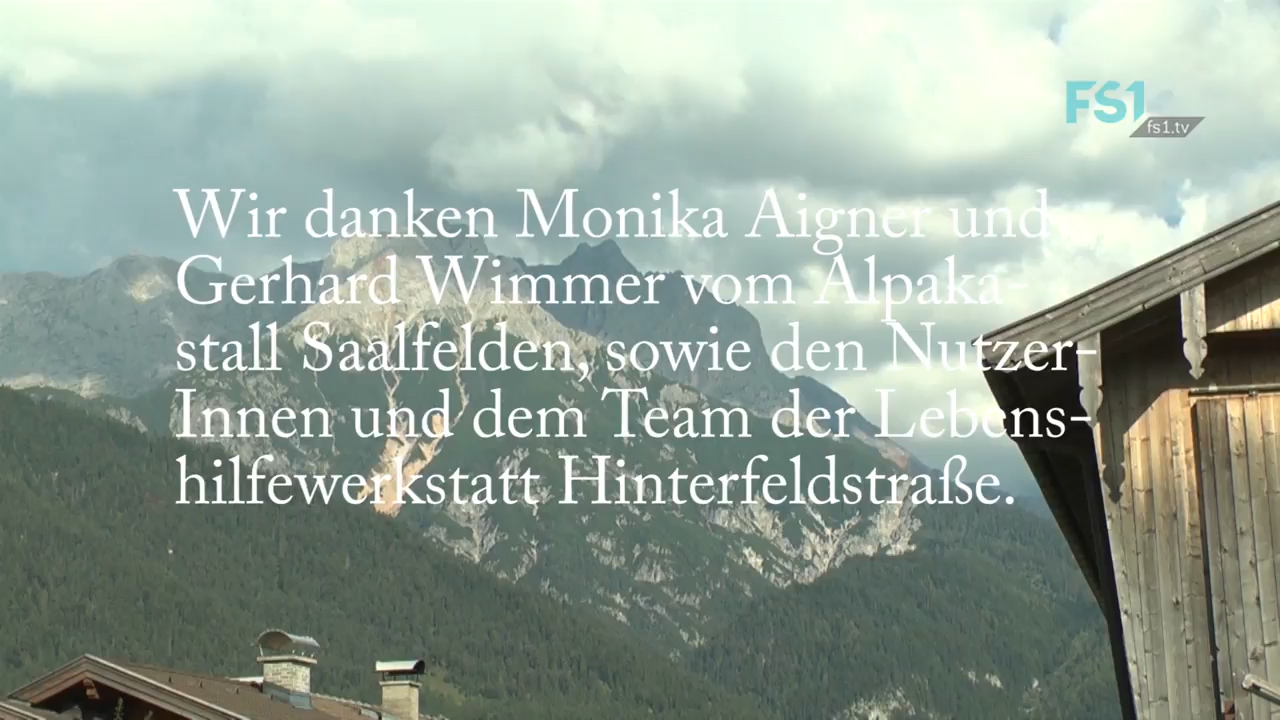 FS1
fs1.tv
Wir danken Monika Aigner und
Gerhard Wimmer vom Alpaka-
stall Saalfelden, sowie den Nutzer-
Innen und dem Team der Lebens-
hilfewerkstatt Hinterfeldstraße.